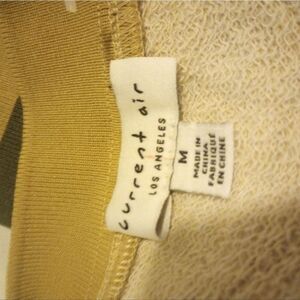 current air
LOS ANGELES
M
MADE IN
CHINA
FABRIQUÉ
EN CHINE